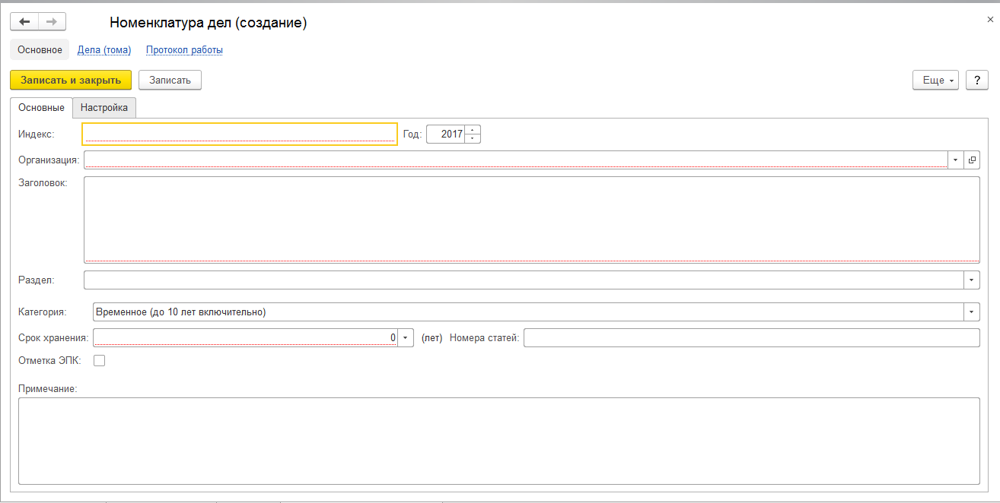 Номенклатура дел (создание)
Основное Дела (тома) Протокол работы
Записать и закрыть Записать Еще ?
Основные Настройка
Индекс: Год: 2017
Организация:
Заголовок:
Раздел:
Категория: Временное (до 10 лет включительно)
Срок хранения: 0 (лет) Номера статей:
Отметка ЭПК:
Примечание: